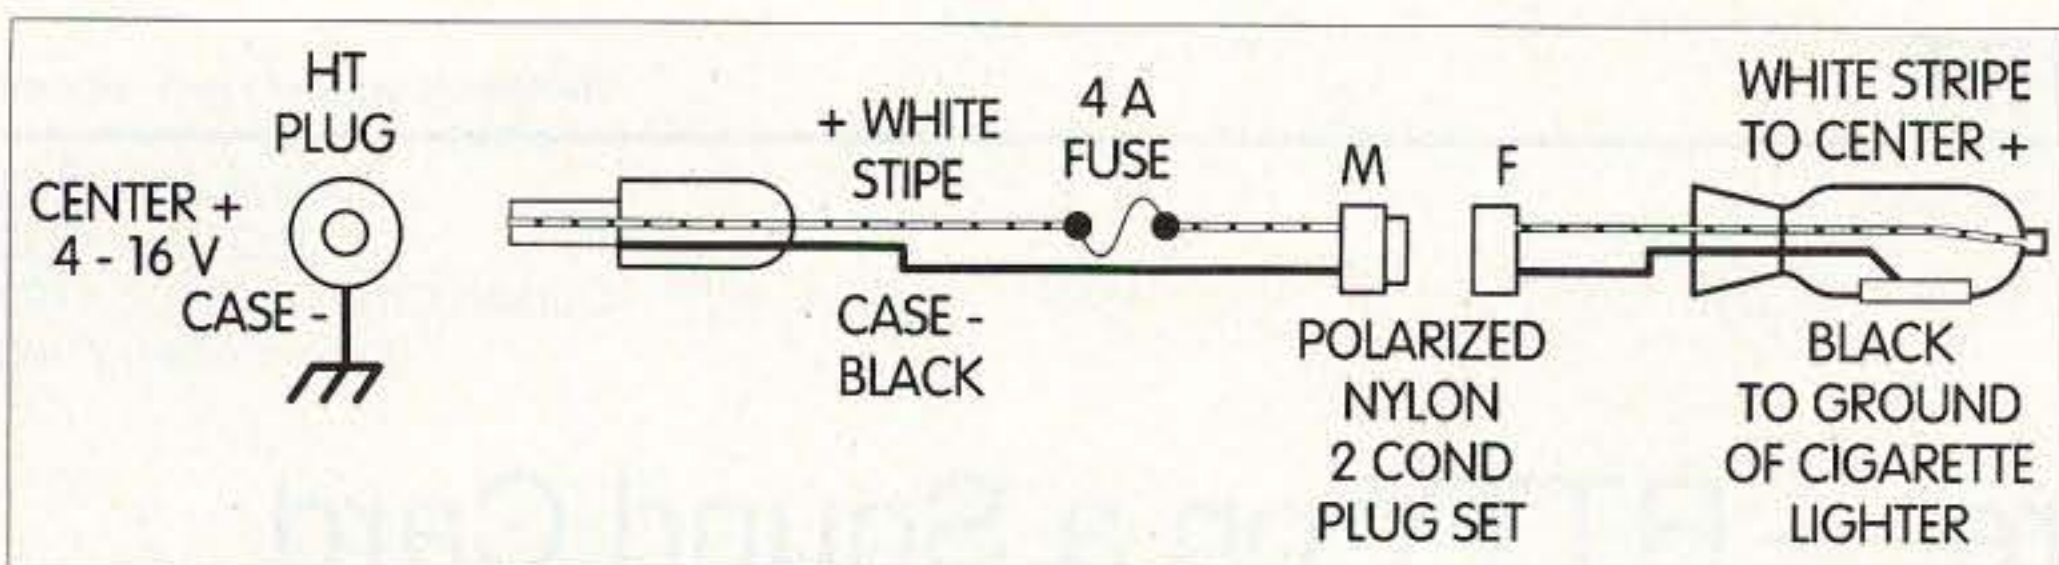 HT
PLUG
CENTER +
4 - 16 V
CASE -
+ WHITE
STIPE
4 A
FUSE
CASE -
BLACK
M
F
POLARIZED
NYLON
2 COND
PLUG SET
WHITE STRIPE
TO CENTER +
BLACK
TO GROUND
OF CIGARETTE
LIGHTER